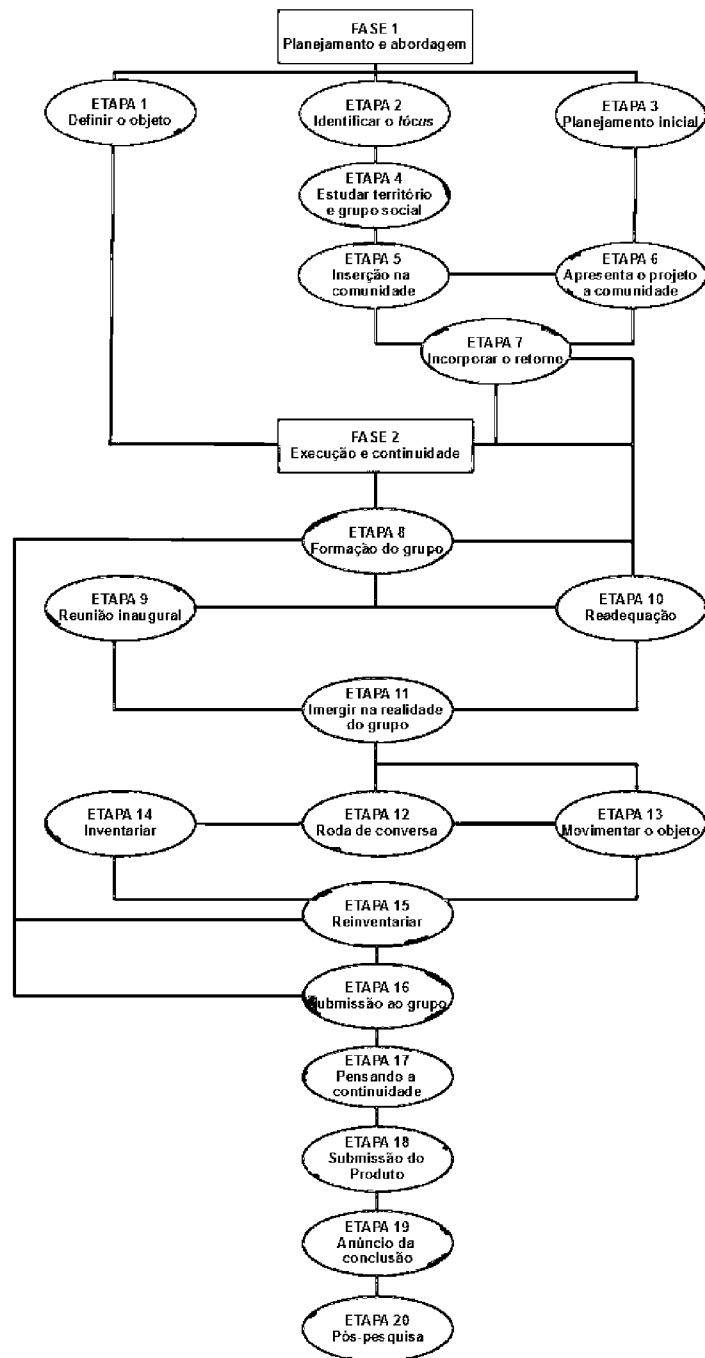 FASE 1
Planejamento e abordagem
ETAPA 1
Definir o objeto
ETAPA 2
Identificar o lócus
ETAPA 3
Planejamento inicial
ETAPA 4
Estudar território
e grupo social
ETAPA 5
Inserção na
comunidade
ETAPA 6
Apresenta o projeto
a comunidade
ETAPA 7
Incorporar o retorne
FASE 2
Execução e continuidade
ETAPA 8
Formação do grupo
ETAPA 9
Reunião inaugural
ETAPA 10
Readequação
ETAPA 11
Imergir na realidade
do grupo
ETAPA 14
Inventariar
ETAPA 12
Roda de conversa
ETAPA 13
Movimentar o objeto
ETAPA 15
Reinventariar
ETAPA 16
Submissão ao grupo
ETAPA 17
Pensando a
continuidade
ETAPA 18
Submissão do
Produto
ETAPA 19
Anúncio da
conclusão
ETAPA 20
Pós-pesquisa